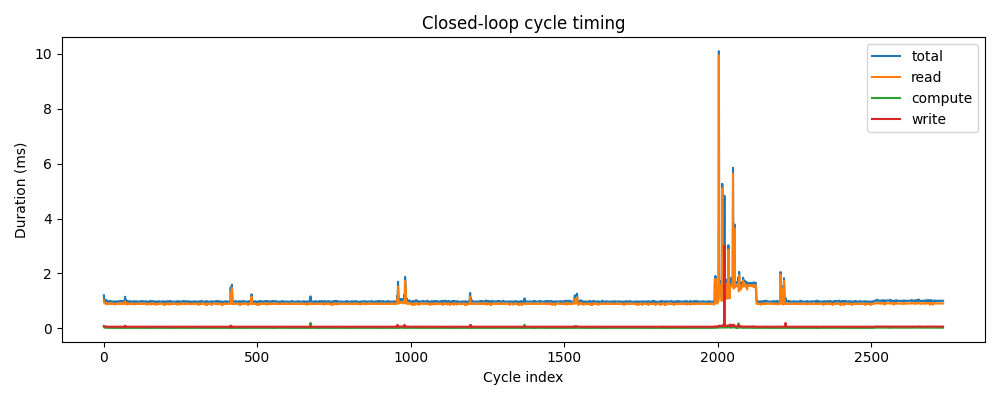 Closed-loop cycle timing
total
read
compute
write
Duration (ms)
10
8
6
4
2
0
0 500 1000 1500 2000 2500
Cycle index